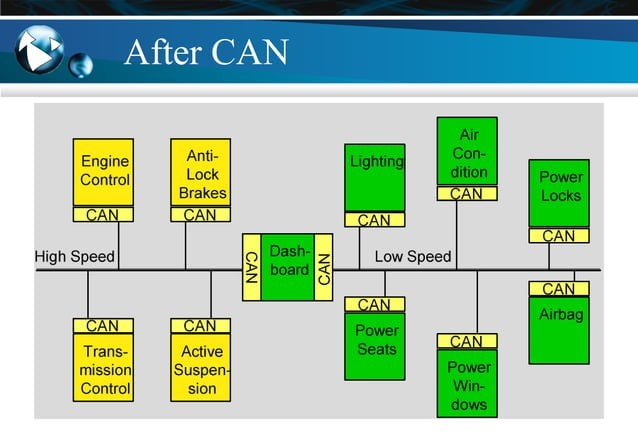 After CAN
Engine
Control
CAN
Anti-
Lock
Brakes
CAN
Lighting
CAN
Air
Con-
dition
CAN
Power
Locks
CAN
High Speed
CAN
Dash-
board
CAN
Low Speed
CAN
Trans-
mission
Control
CAN
Active
Suspen-
sion
CAN
Power
Seats
CAN
Power
Win-
dows
CAN
Airbag